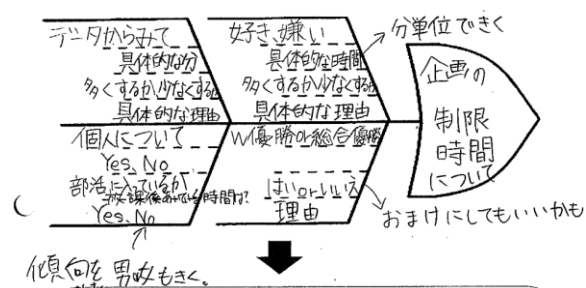 データからみて
具体的な分
多くするか少なくするか
具体的な理由
好き、嫌い
具体的な時間
多くするか少なくするか
具体的な理由
分単位できく
企画の
制限
時間
について
個人について
Yes、No
部活に入っているか
Yes、No
W優勝or総合優勝
はいorいいえ
理由
おまけにしてもいいかも
傾向を男女もきく。